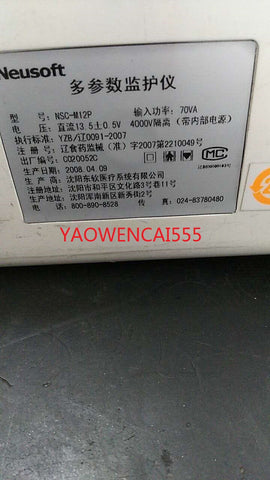 Neusoft
多参数监护仪
型 号: NSC-M12P 输入功率: 70VA
电 压: 直流13.5±0.5V 4000V隔离(带内部电源)
执行标准: YZB/辽0091-2007
注 册 号: 辽食药监械(准)字2007第2210049号
出厂编号: C020052C
出厂日期: 2008.04.09
生 产 商: 沈阳东软医疗系统有限公司
注册地址: 沈阳市和平区文化路3号巷11号
生产地址: 沈阳浑南新区新秀街2号
电 话: 800-890-8528 传 真: 024-83780480
MC
YAOWENCAI555